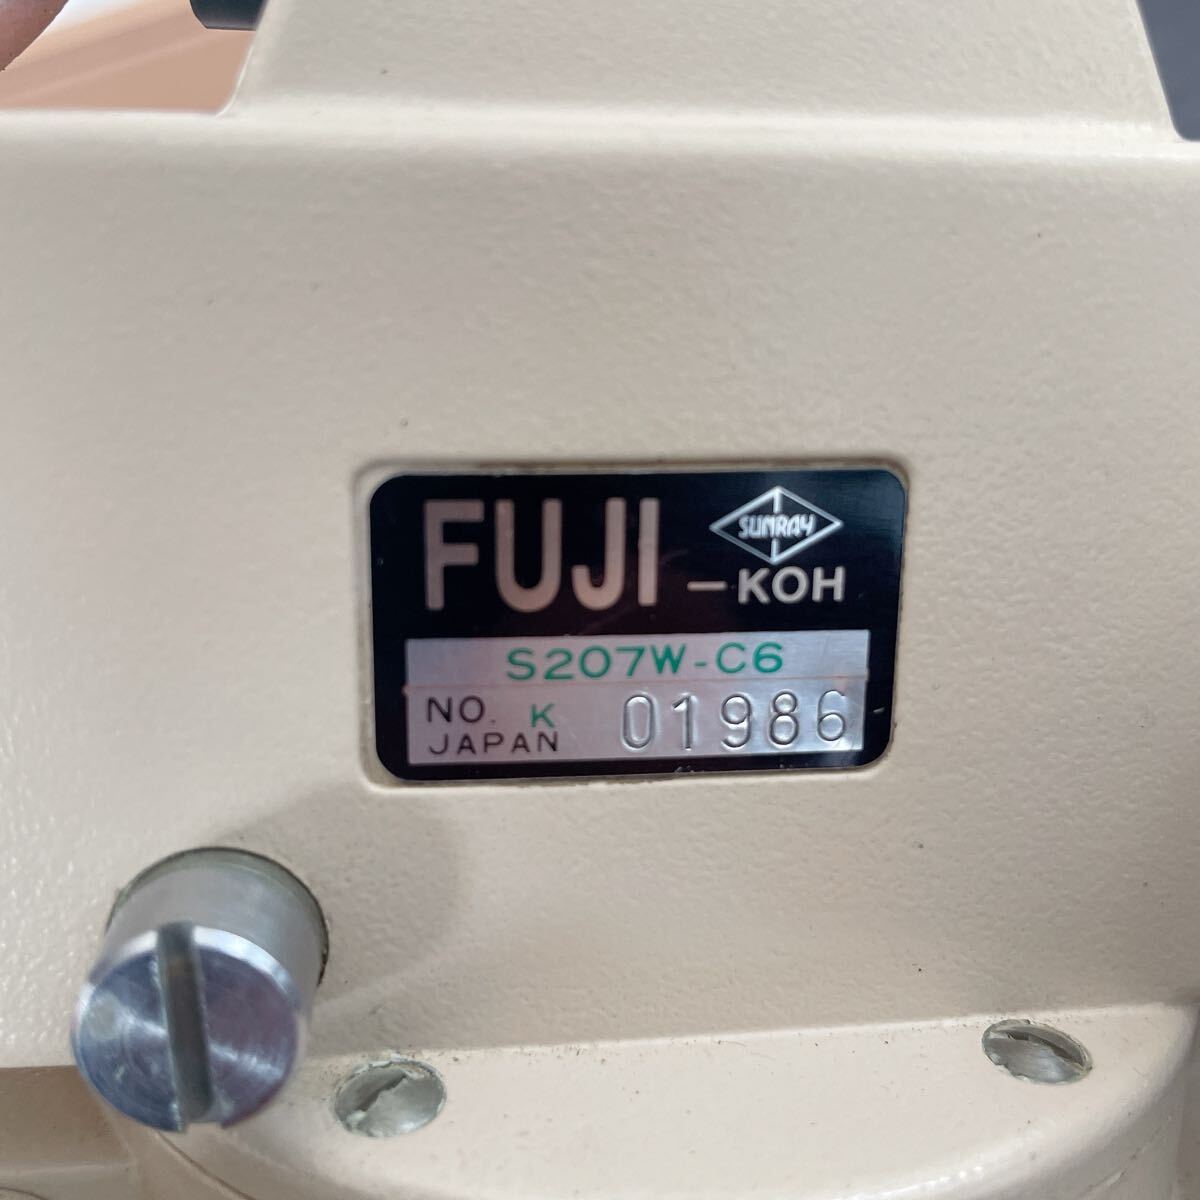 FUJI
SUNRAY
-KOH
S207W-C6
NO. K 01986
JAPAN